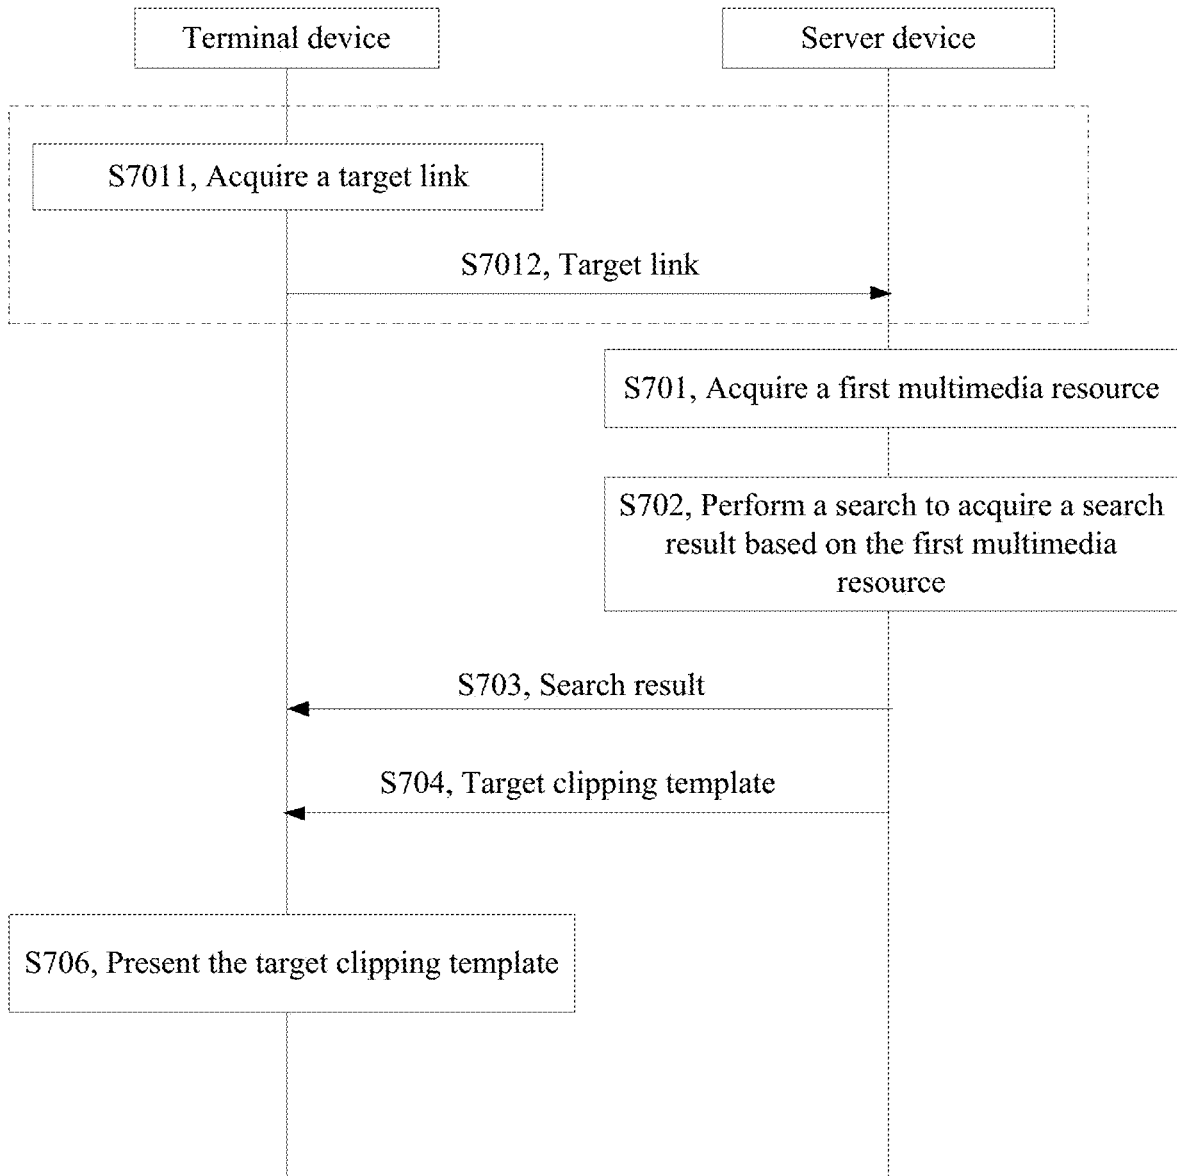 Terminal device
Server device
S7011, Acquire a target link
S7012, Target link
S701, Acquire a first multimedia resource
S702, Perform a search to acquire a search
result based on the first multimedia
resource
S703, Search result
S704, Target clipping template
S706, Present the target clipping template